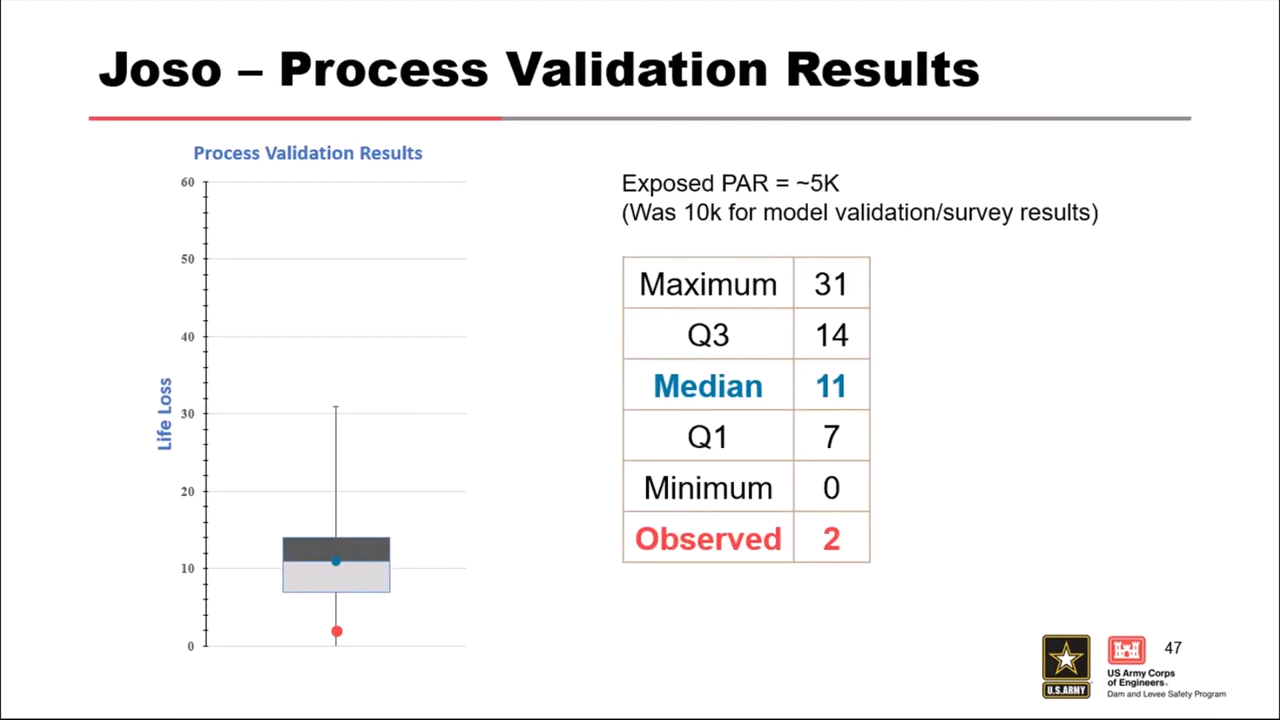 Joso – Process Validation Results
Process Validation Results
60
50
40
30
20
10
0
Life Loss
Exposed PAR = ~5K
(Was 10k for model validation/survey results)
Maximum 31
Q3 14
Median 11
Q1 7
Minimum 0
Observed 2
U.S.ARMY
US Army Corps
of Engineers®
Dam and Levee Safety Program
47